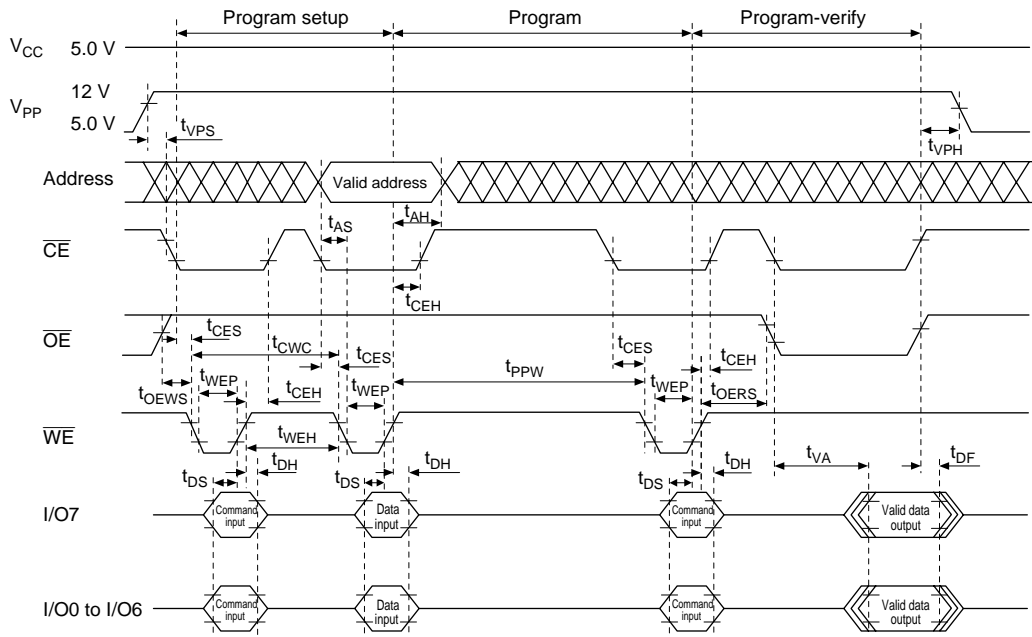 Program setup Program Program-verify
VCC 5.0 V
12 V
VPP
5.0 V
tVPS
tVPH
Address Valid address
tAS tAH
CE
tCEH
OE
tCES tCWC tCES tPPW tCES tCEH
tOEWS tWEP tCEH tWEP tWEP tOERS
WE
tWEH
tDS tDH tDS tDH tDS tDH tVA tDF
I/O7 Command input Data input Command input Valid data output
I/O0 to I/O6 Command input Data input Command input Valid data output